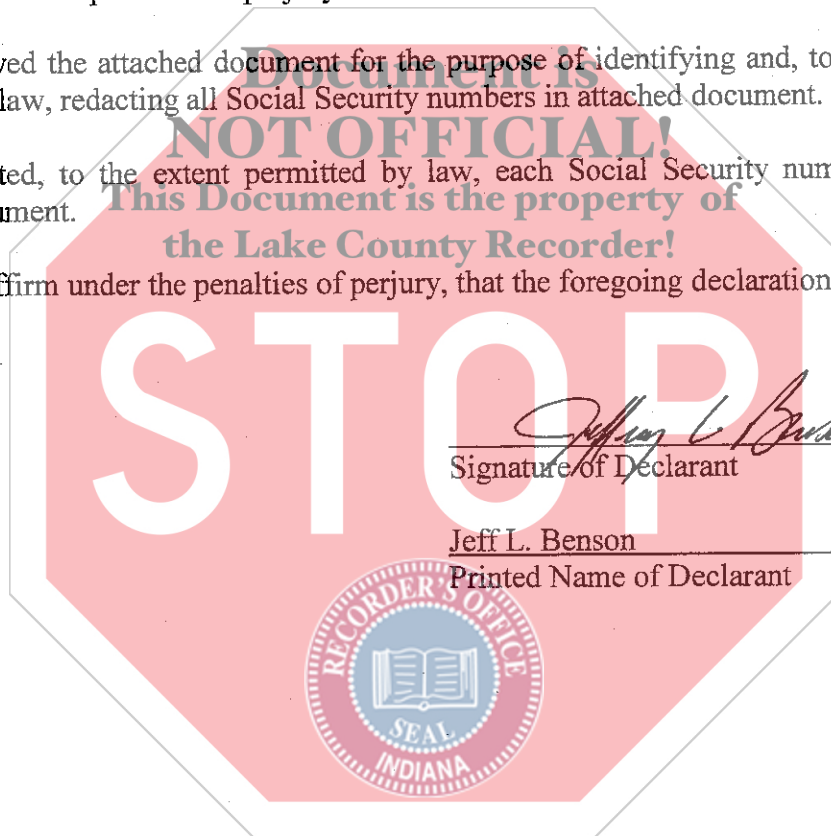 ved the attached document for the purpose of identifying and, to
Document is
law, redacting all Social Security numbers in attached document.
NOT OFFICIAL!
ted, to the extent permitted by law, each Social Security num
This Document is the property of
ument.
the Lake County Recorder!
ffirm under the penalties of perjury, that the foregoing declaration
STOP
Signature of Declarant
Jeff L. Benson
Printed Name of Declarant
RECORDER'S OFFICE
SEAL
INDIANA